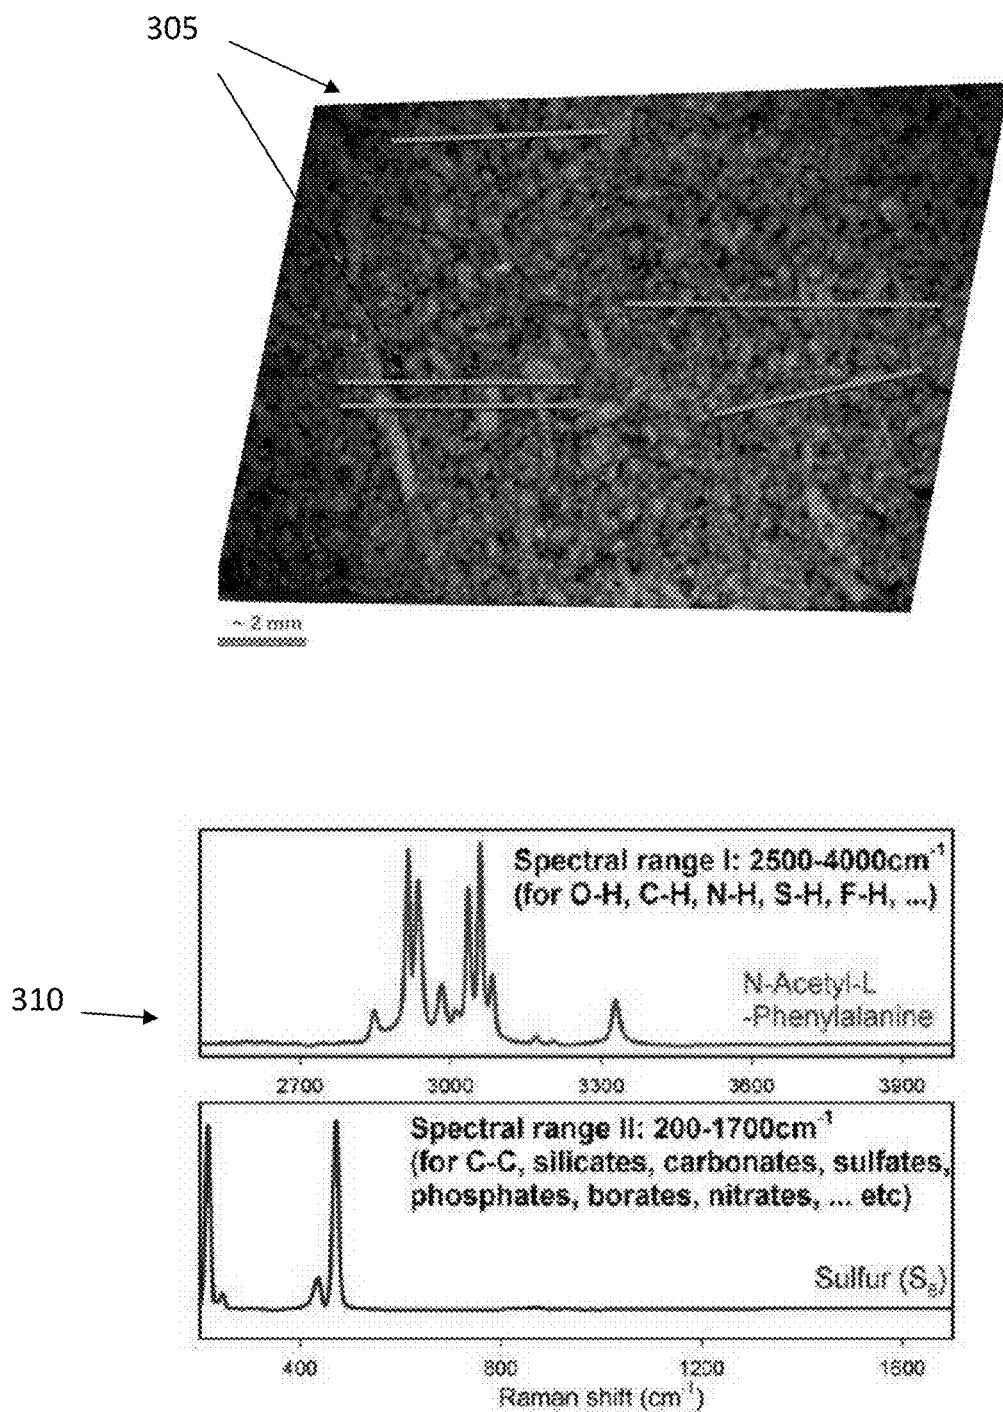 305
~ 2 mm
Spectral range I: 2500-4000cm⁻¹
(for O-H, C-H, N-H, S-H, F-H, ...)
N-Acetyl-L
-Phenylalanine
310
2700 3000 3300 3600 3900
Spectral range II: 200-1700cm⁻¹
(for C-C, silicates, carbonates, sulfates,
phosphates, borates, nitrates, ... etc)
Sulfur (S₈)
400 800 1200 1600
Raman shift (cm⁻¹)